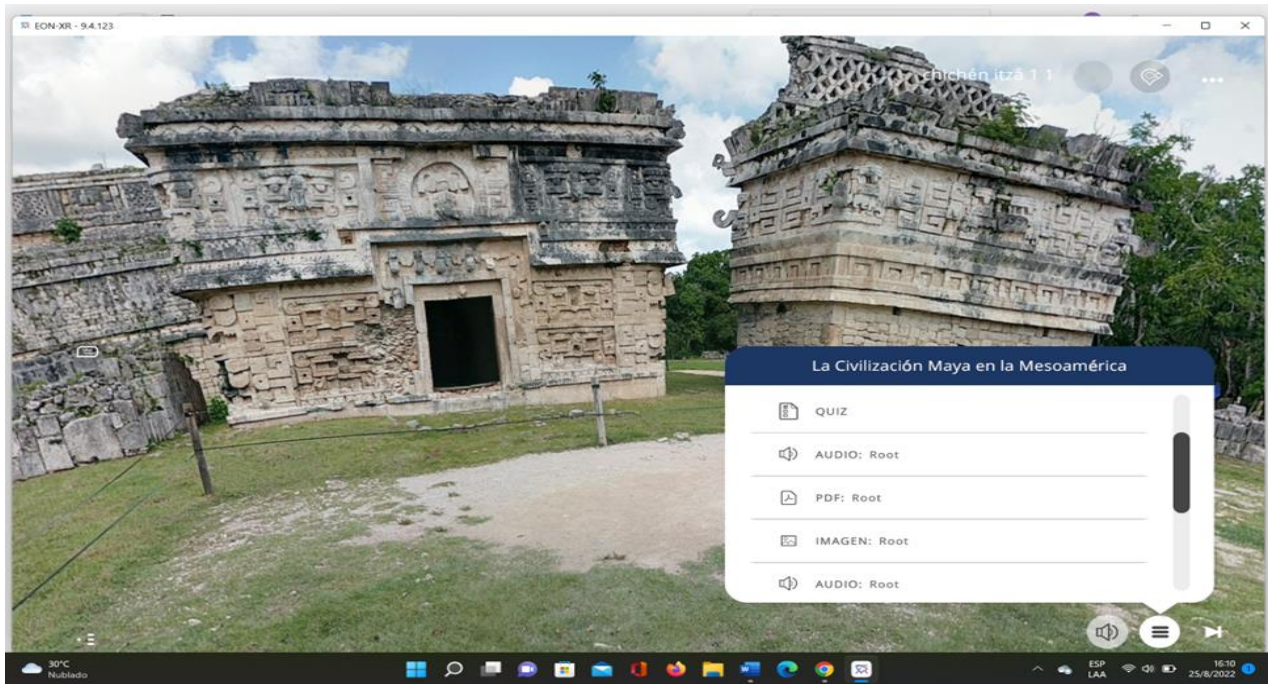 EON-XR - 9.4.123
chichén itzá 1 1
La Civilización Maya en la Mesoamérica
QUIZ
AUDIO: Root
PDF: Root
IMAGEN: Root
AUDIO: Root
30°C
Nublado
ESP
LAA
16:10
25/8/2022
1